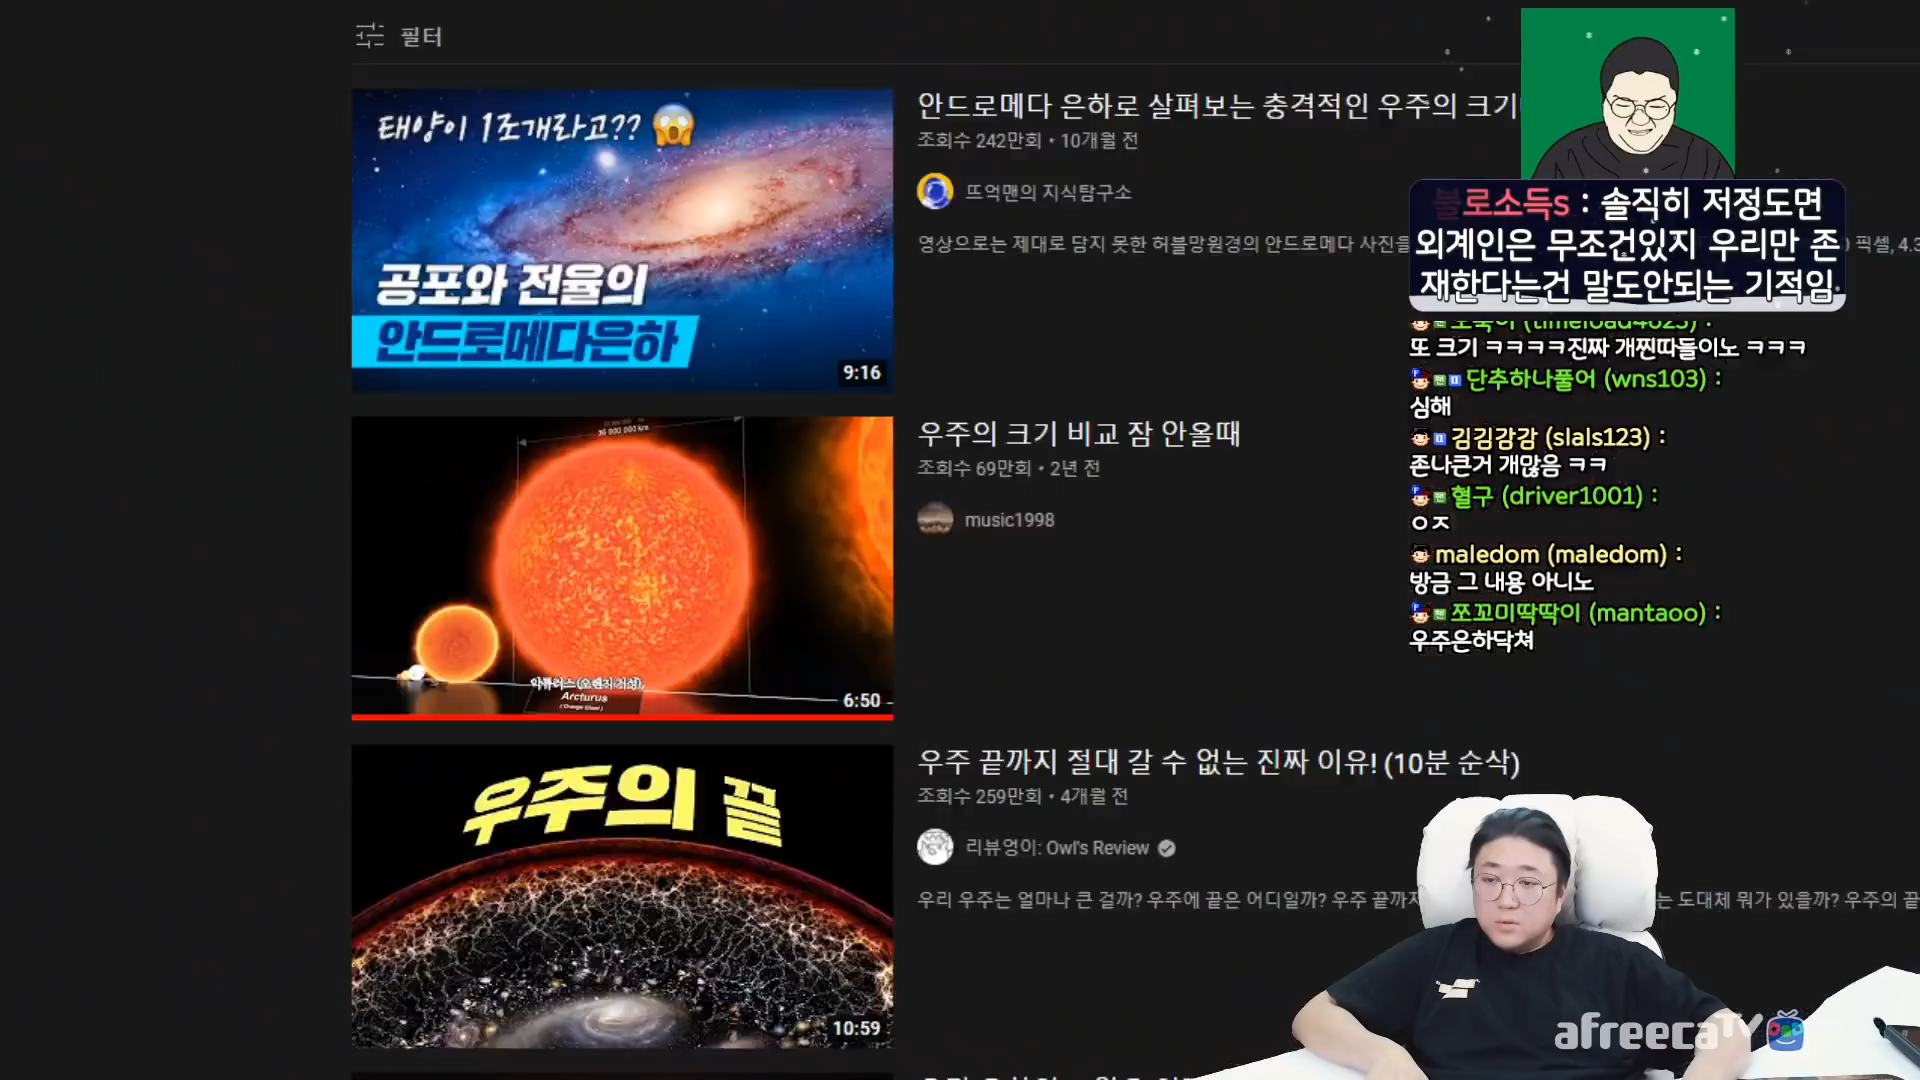 필터
태양이 1조개라고??
공포와 전율의
안드로메다은하
9:16
안드로메다 은하로 살펴보는 충격적인 우주의 크기
조회수 242만회 • 10개월 전
뜨억맨의 지식탐구소
영상으로는 제대로 담지 못한 허블망원경의 안드로메다 사진을
픽셀, 4.3
불로소득s : 솔직히 저정도면
외계인은 무조건있지 우리만 존
재한다는건 말도안되는 기적임
또 크기 ㅋㅋㅋㅋ진짜 개찐따들이노 ㅋㅋㅋ
단추하나풀어 (wns103) :
심해
김김감감 (slals123) :
존나큰거 개많음 ㅋㅋ
혈구 (driver1001) :
ㅇㅈ
maledom (maledom) :
방금 그 내용 아니노
쪼꼬미딱딱이 (mantaoo) :
우주은하닥쳐
Arcturus
6:50
우주의 크기 비교 잠 안올때
조회수 69만회 • 2년 전
music1998
우주의 끝
10:59
우주 끝까지 절대 갈 수 없는 진짜 이유! (10분 순삭)
조회수 259만회 • 4개월 전
리뷰엉이: Owl's Review
우리 우주는 얼마나 큰 걸까? 우주에 끝은 어디일까? 우주 끝까지
는 도대체 뭐가 있을까? 우주의 끝
afreecaTV